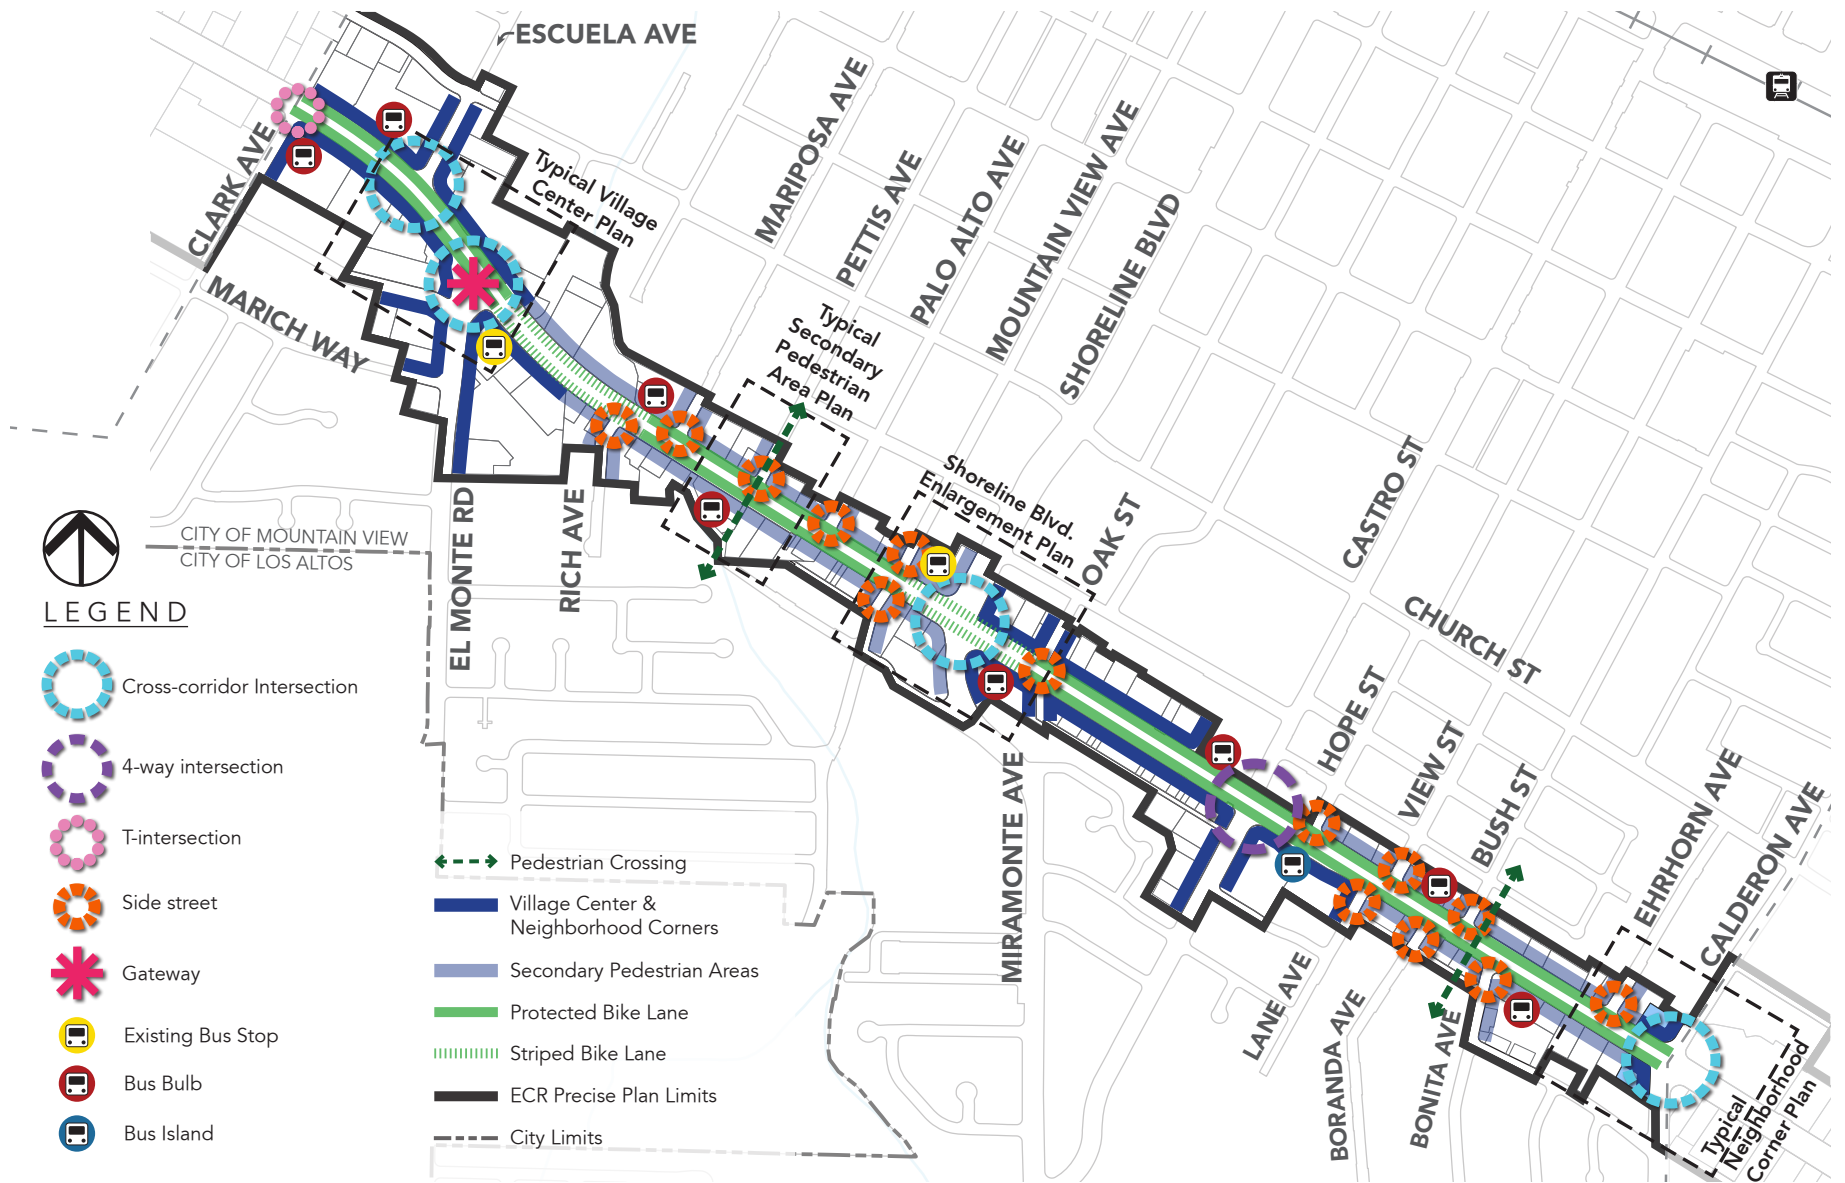 ESCUELA AVE
CLARK AVE
MARICH WAY
Typical Village
Center Plan
MARIPOSA AVE
PETTIS AVE
PALO ALTO AVE
MOUNTAIN VIEW AVE
SHORELINE BLVD
Typical
Secondary
Pedestrian
Area Plan
Shoreline Blvd.
Enlargement Plan
OAK ST
CASTRO ST
CHURCH ST
HOPE ST
VIEW ST
BUSH ST
EHRHORN AVE
CALDERON AVE
EL MONTE RD
RICH AVE
MIRAMONTE AVE
LANE AVE
BORANDA AVE
BONITA AVE
Typical
Neighborhood
Corner Plan
CITY OF MOUNTAIN VIEW
CITY OF LOS ALTOS
LEGEND
Cross-corridor Intersection
4-way intersection
T-intersection
Side street
Gateway
Existing Bus Stop
Bus Bulb
Bus Island
Pedestrian Crossing
Village Center &
Neighborhood Corners
Secondary Pedestrian Areas
Protected Bike Lane
Striped Bike Lane
ECR Precise Plan Limits
City Limits